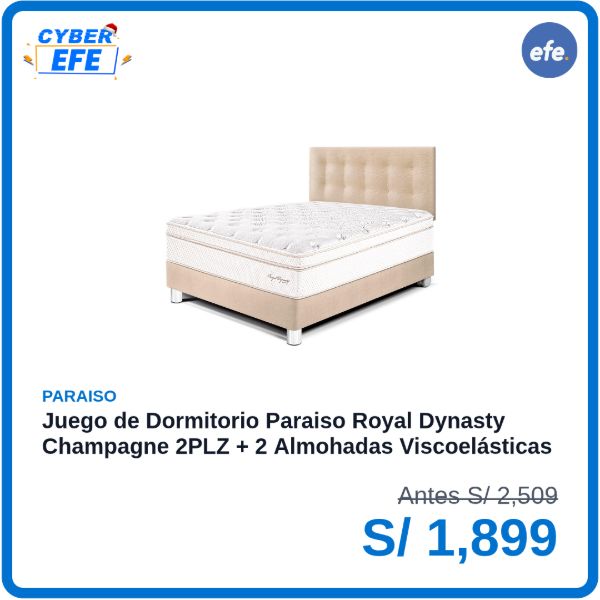 CYBER
EFE
efe.
PARAISO
Juego de Dormitorio Paraiso Royal Dynasty
Champagne 2PLZ + 2 Almohadas Viscoelásticas
Antes S/ 2,509
S/ 1,899